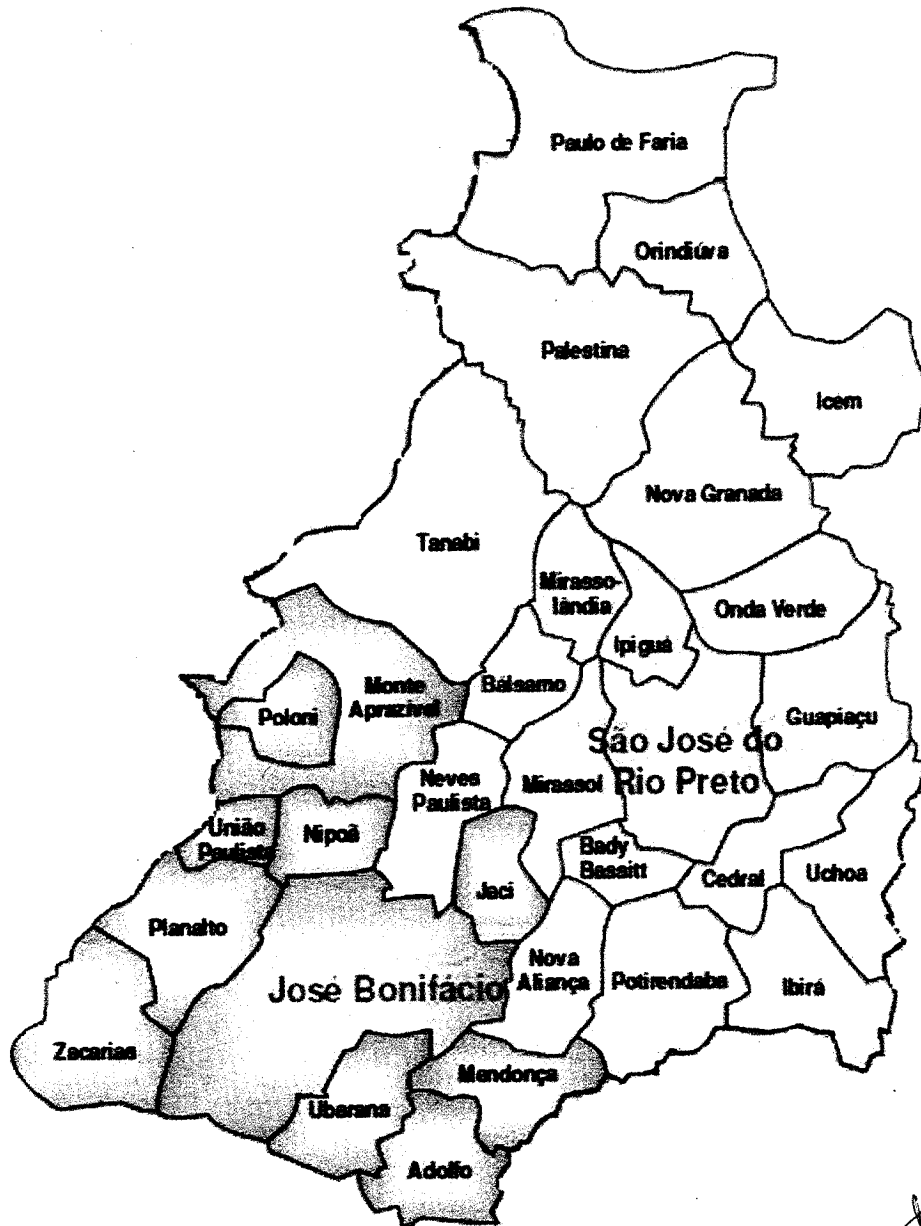 Paulo de Faria
Orindiúva
Palestina
Icem
Nova Granada
Tanabi
Mirasso-
lândia
Onda Verde
Ipiguá
Monte
Aprazível
Bálsamo
Poloni
Guapiaçu
São José do
Rio Preto
Neves
Paulista
Mirassol
União
Paulista
Nipoã
Bady
Bassitt
Cedral
Uchoa
Jaci
Planalto
Nova
Aliança
Potirendaba
Ibirá
José Bonifácio
Zacarias
Mendonça
Ubarana
Adolfo